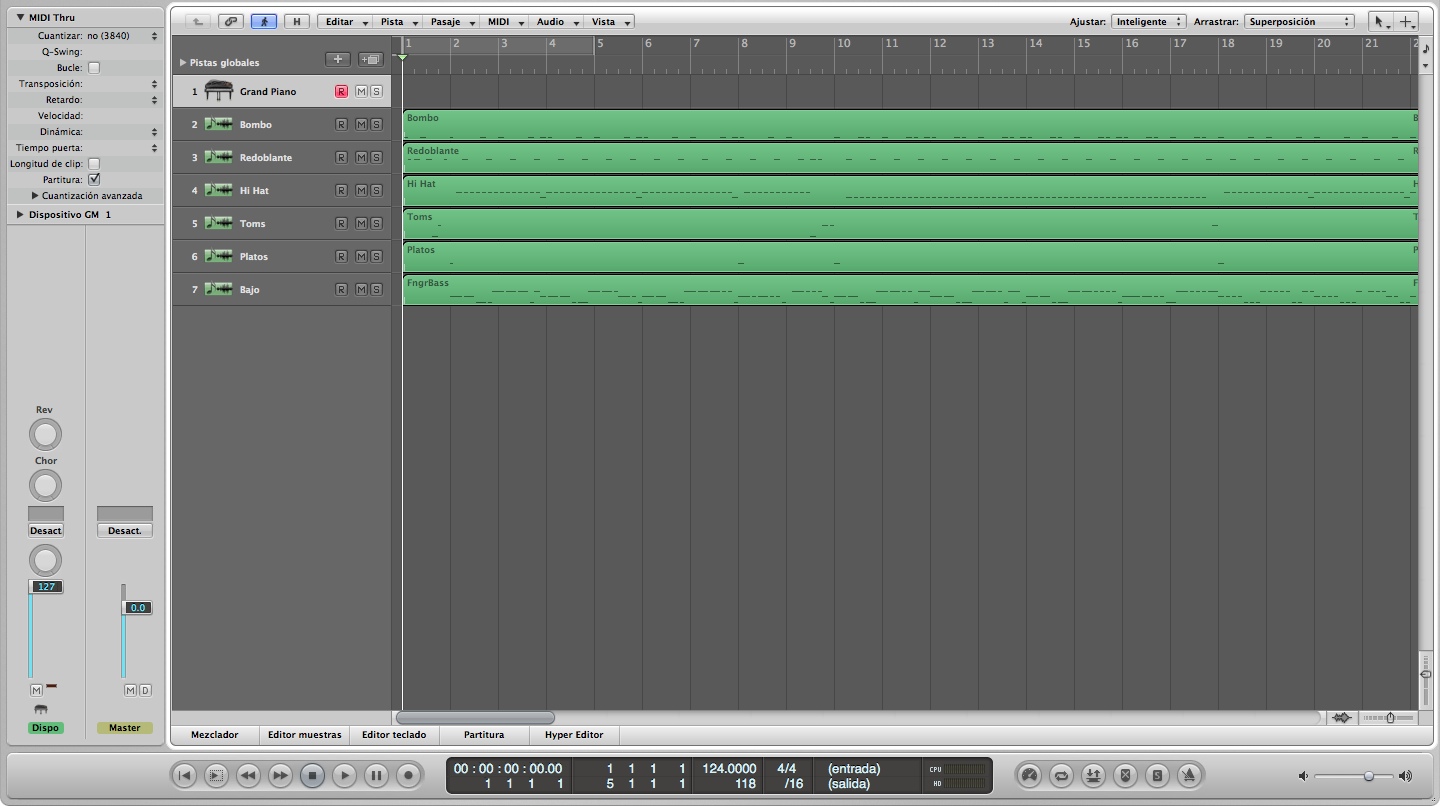 MIDI Thru
Cuantizar: no (3840)
Q-Swing:
Bucle:
Transposición:
Retardo:
Velocidad:
Dinámica:
Tiempo puerta:
Longitud de clip:
Partitura:
Cuantización avanzada
Dispositivo GM 1
Rev
Chor
Desact
Desact.
127
0.0
M
M D
Dispo
Master
H Editar Pista Pasaje MIDI Audio Vista
Ajustar: Inteligente Arrastrar: Superposición
Pistas globales
1 2 3 4 5 6 7 8 9 10 11 12 13 14 15 16 17 18 19 20 21
1 Grand Piano R M S
2 Bombo R M S
3 Redoblante R M S
4 Hi Hat R M S
5 Toms R M S
6 Platos R M S
7 Bajo R M S
Bombo B
Redoblante R
Hi Hat H
Toms T
Platos P
FngrBass F
Mezclador Editor muestras Editor teclado Partitura Hyper Editor
00 : 00 : 00 : 00.00 1 1 1 1 124.0000 4/4 (entrada) CPU
1 1 1 1 5 1 1 1 118 /16 (salida) HD
S